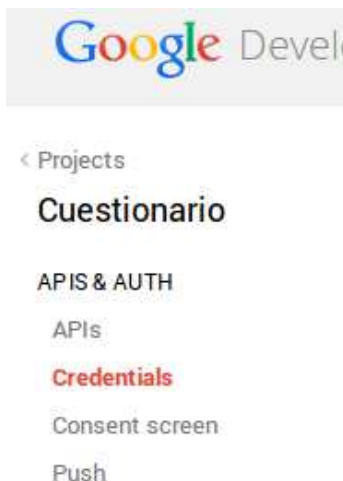 Google Devel
< Projects
Cuestionario
APIS & AUTH
APIs
Credentials
Consent screen
Push